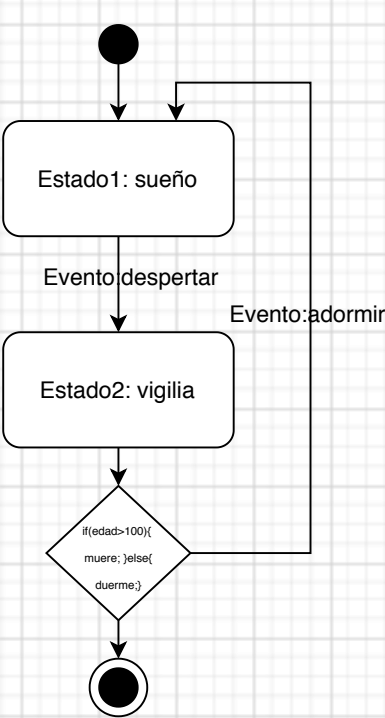 Estado1: sueño
Evento:despertar
Evento:adormir
Estado2: vigilia
if(edad>100){
muere; }else{
duerme;}